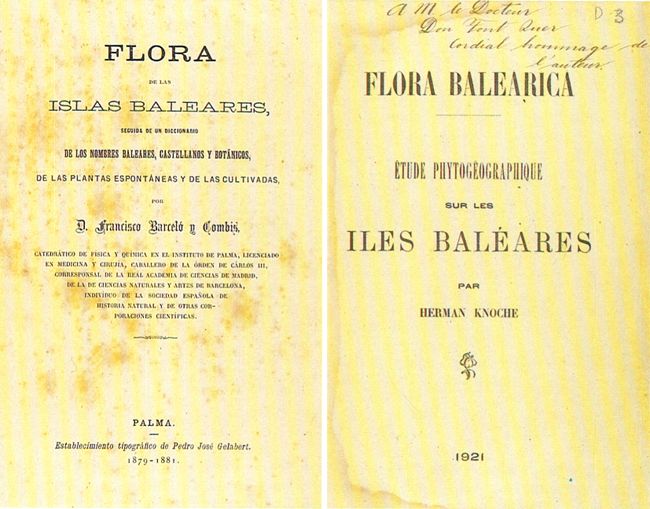 FLORA
DE LAS
ISLAS BALEARES,
SEGUIDA DE UN DICCIONARIO
DE LOS NOMBRES BALEARES, CASTELLANOS Y BOTÁNICOS,
DE LAS PLANTAS ESPONTÁNEAS Y DE LAS CULTIVADAS,
POR
D. Francisco Barceló y Combis,
CATEDRÁTICO DE FISICA Y QUÍMICA EN EL INSTITUTO DE PALMA, LICENCIADO
EN MEDICINA Y CIRUJÍA, CABALLERO DE LA ÓRDEN DE CÁRLOS III,
CORRESPONSAL DE LA REAL ACADEMIA DE CIENCIAS DE MADRID,
DE LA DE CIENCIAS NATURALES Y ARTES DE BARCELONA,
INDIVÍDUO DE LA SOCIEDAD ESPAÑOLA DE
HISTORIA NATURAL Y DE OTRAS COR-
PORACIONES CIENTÍFICAS.
PALMA.
Establecimiento tipográfico de Pedro José Gelabert.
1879-1881.
A M le Docteur
Don Font Quer
Cordial hommage de
l'auteur.
D 3
FLORA BALEARICA
ÉTUDE PHYTOGÉOGRAPHIQUE
SUR LES
ILES BALÉARES
PAR
HERMAN KNOCHE
1921